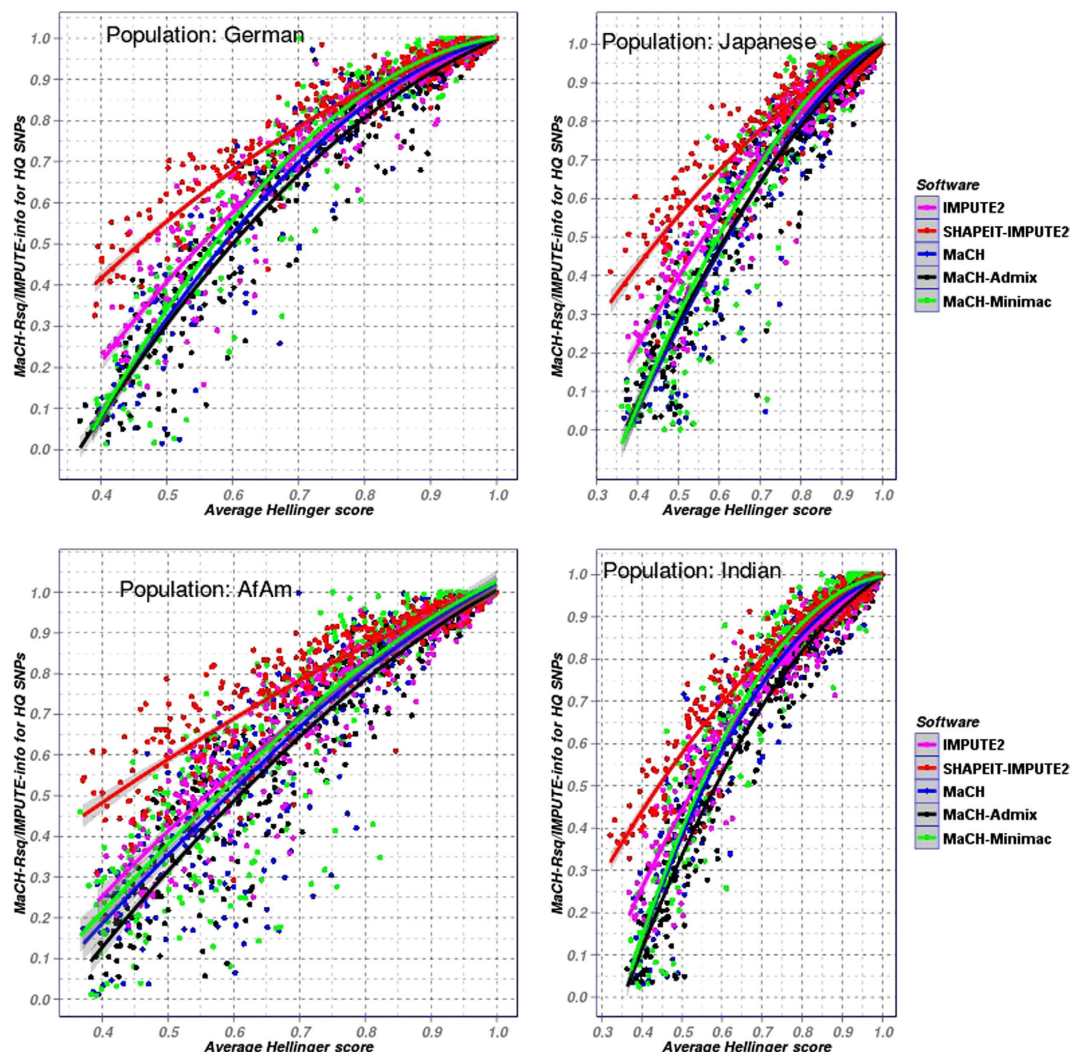 Population: German
MaCH-Rsq/IMPUTE-info for HQ SNPs
1.0
0.9
0.8
0.7
0.6
0.5
0.4
0.3
0.2
0.1
0.0
0.4 0.5 0.6 0.7 0.8 0.9 1.0
Average Hellinger score
Population: Japanese
MaCH-Rsq/IMPUTE-info for HQ SNPs
1.0
0.9
0.8
0.7
0.6
0.5
0.4
0.3
0.2
0.1
0.0
0.3 0.4 0.5 0.6 0.7 0.8 0.9 1.0
Average Hellinger score
Software
IMPUTE2
SHAPEIT-IMPUTE2
MaCH
MaCH-Admix
MaCH-Minimac
Population: AfAm
MaCH-Rsq/IMPUTE-info for HQ SNPs
1.0
0.9
0.8
0.7
0.6
0.5
0.4
0.3
0.2
0.1
0.0
0.4 0.5 0.6 0.7 0.8 0.9 1.0
Average Hellinger score
Population: Indian
MaCH-Rsq/IMPUTE-info for HQ SNPs
1.0
0.9
0.8
0.7
0.6
0.5
0.4
0.3
0.2
0.1
0.0
0.3 0.4 0.5 0.6 0.7 0.8 0.9 1.0
Average Hellinger score
Software
IMPUTE2
SHAPEIT-IMPUTE2
MaCH
MaCH-Admix
MaCH-Minimac